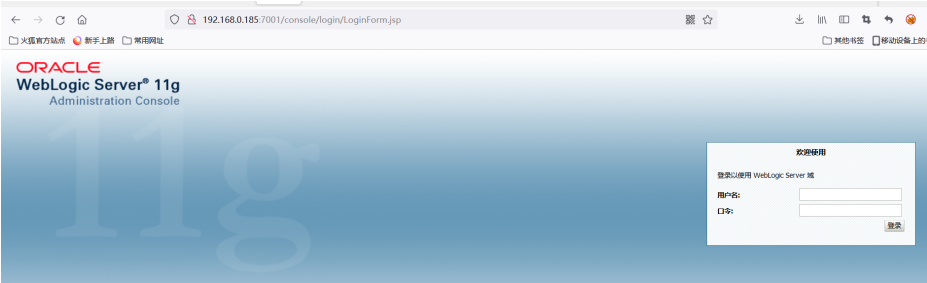 192.168.0.185:7001/console/login/LoginForm.jsp
火狐官方站点 新手上路 常用网址 其他书签 移动设备上的
ORACLE
WebLogic Server® 11g
Administration Console
11g
欢迎使用
登录以使用 WebLogic Server 域
用户名:
口令:
登录